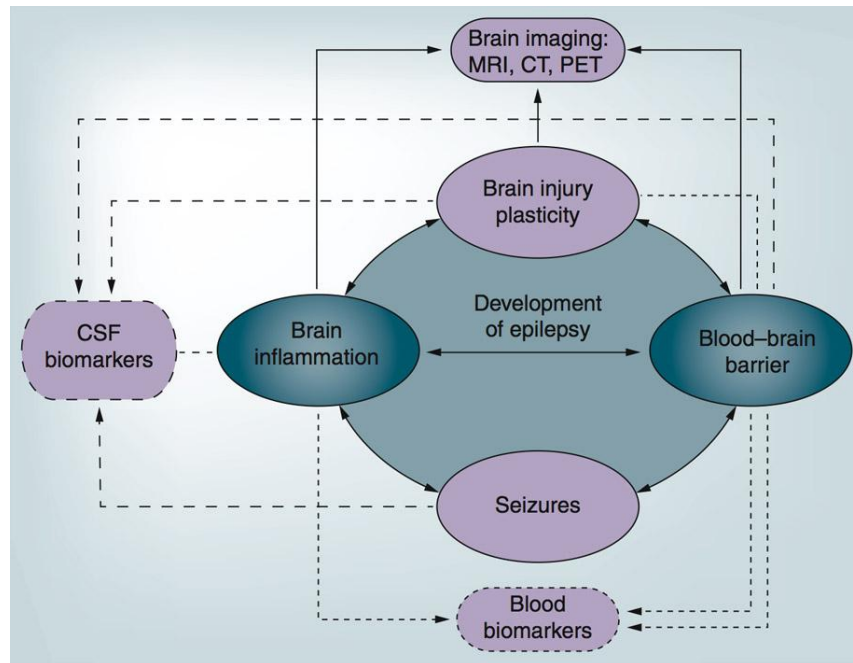 Brain imaging:
MRI, CT, PET
Brain injury
plasticity
Development
of epilepsy
CSF
biomarkers
Brain
inflammation
Blood–brain
barrier
Seizures
Blood
biomarkers